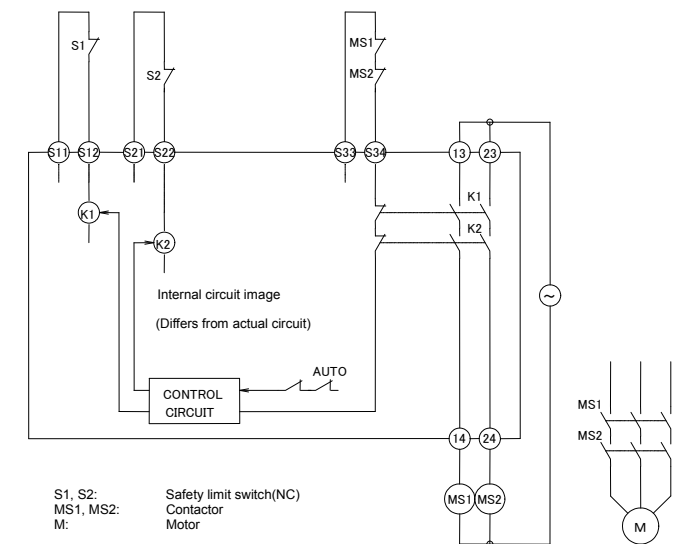 S1
S2
MS1
MS2
S11 S12 S21 S22 S33 S34 13 23
K1
K2
K1
K2
Internal circuit image
(Differs from actual circuit)
~
AUTO
CONTROL
CIRCUIT
MS1
MS2
14 24
MS1 MS2
M
S1, S2: Safety limit switch(NC)
MS1, MS2: Contactor
M: Motor